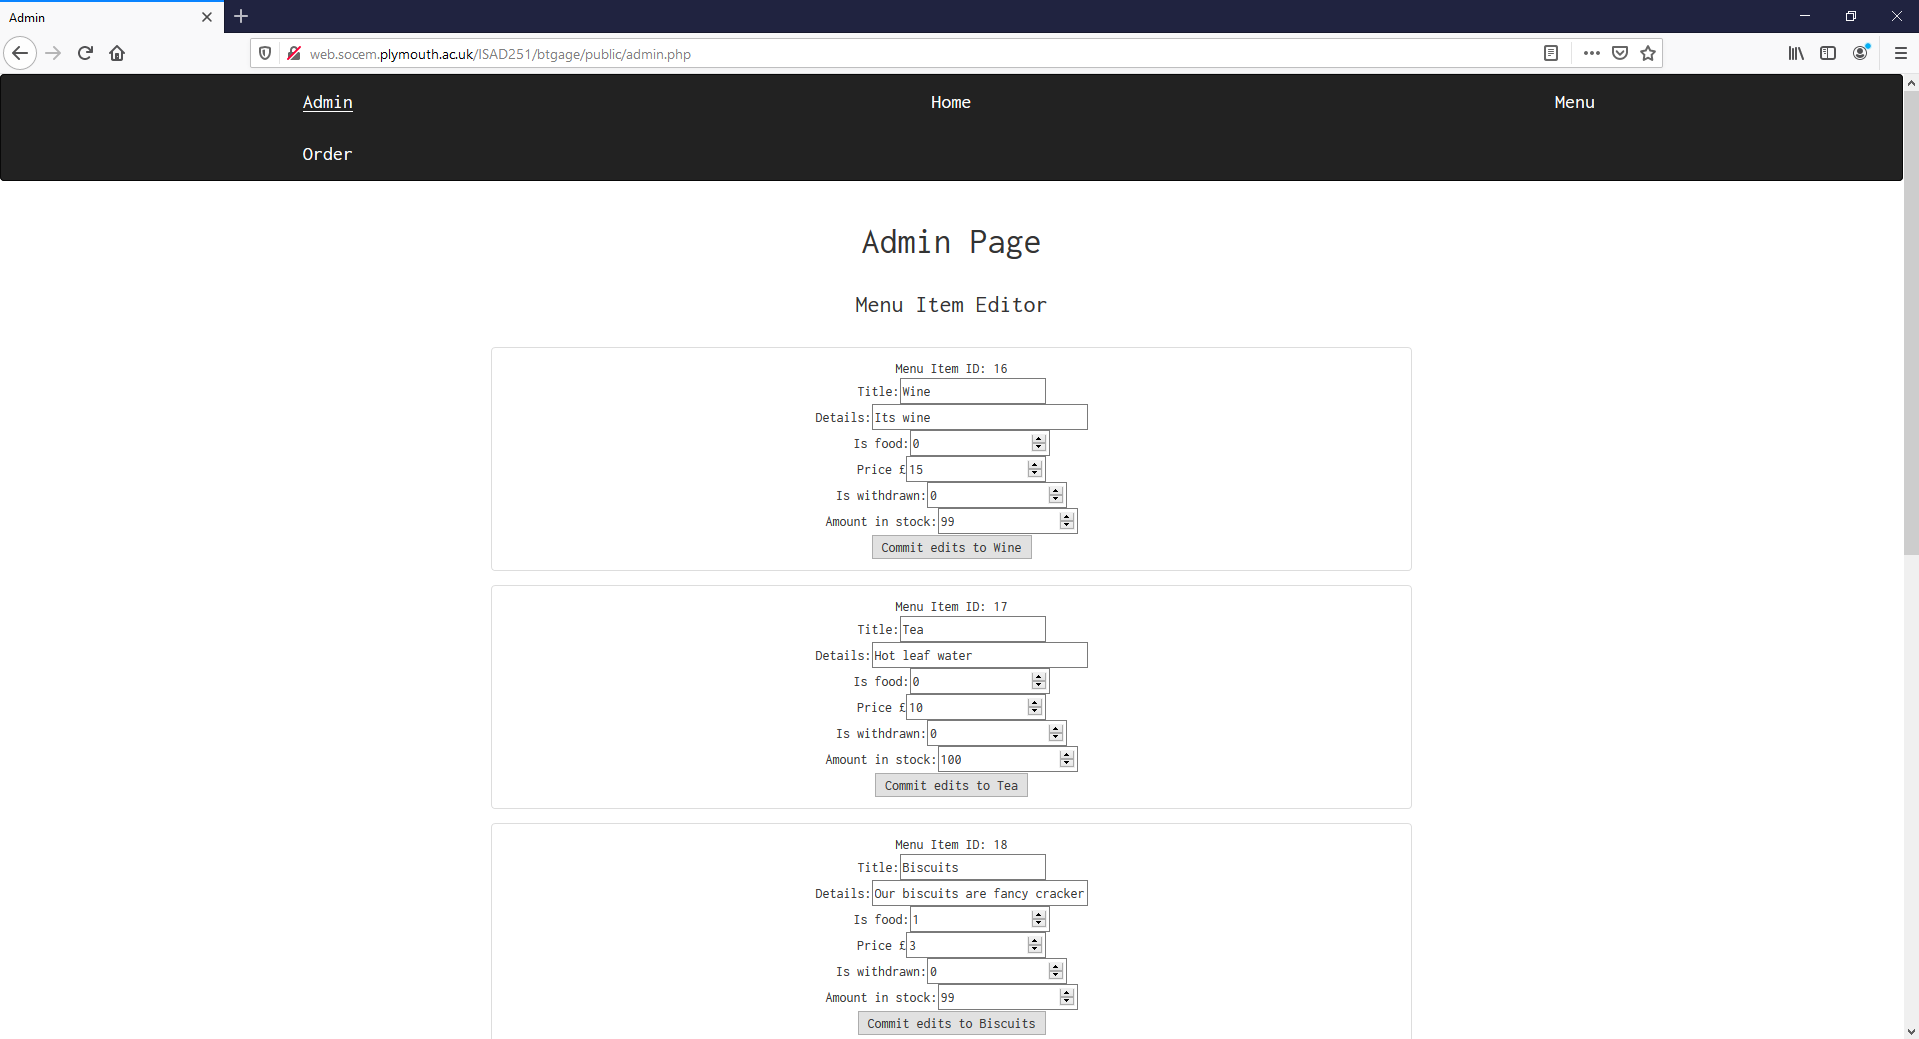 Admin
web.socem.plymouth.ac.uk/ISAD251/btgage/public/admin.php
Admin Home Menu
Order
Admin Page
Menu Item Editor
Menu Item ID: 16
Title: Wine
Details: Its wine
Is food: 0
Price £ 15
Is withdrawn: 0
Amount in stock: 99
Commit edits to Wine
Menu Item ID: 17
Title: Tea
Details: Hot leaf water
Is food: 0
Price £ 10
Is withdrawn: 0
Amount in stock: 100
Commit edits to Tea
Menu Item ID: 18
Title: Biscuits
Details: Our biscuits are fancy cracker
Is food: 1
Price £ 3
Is withdrawn: 0
Amount in stock: 99
Commit edits to Biscuits